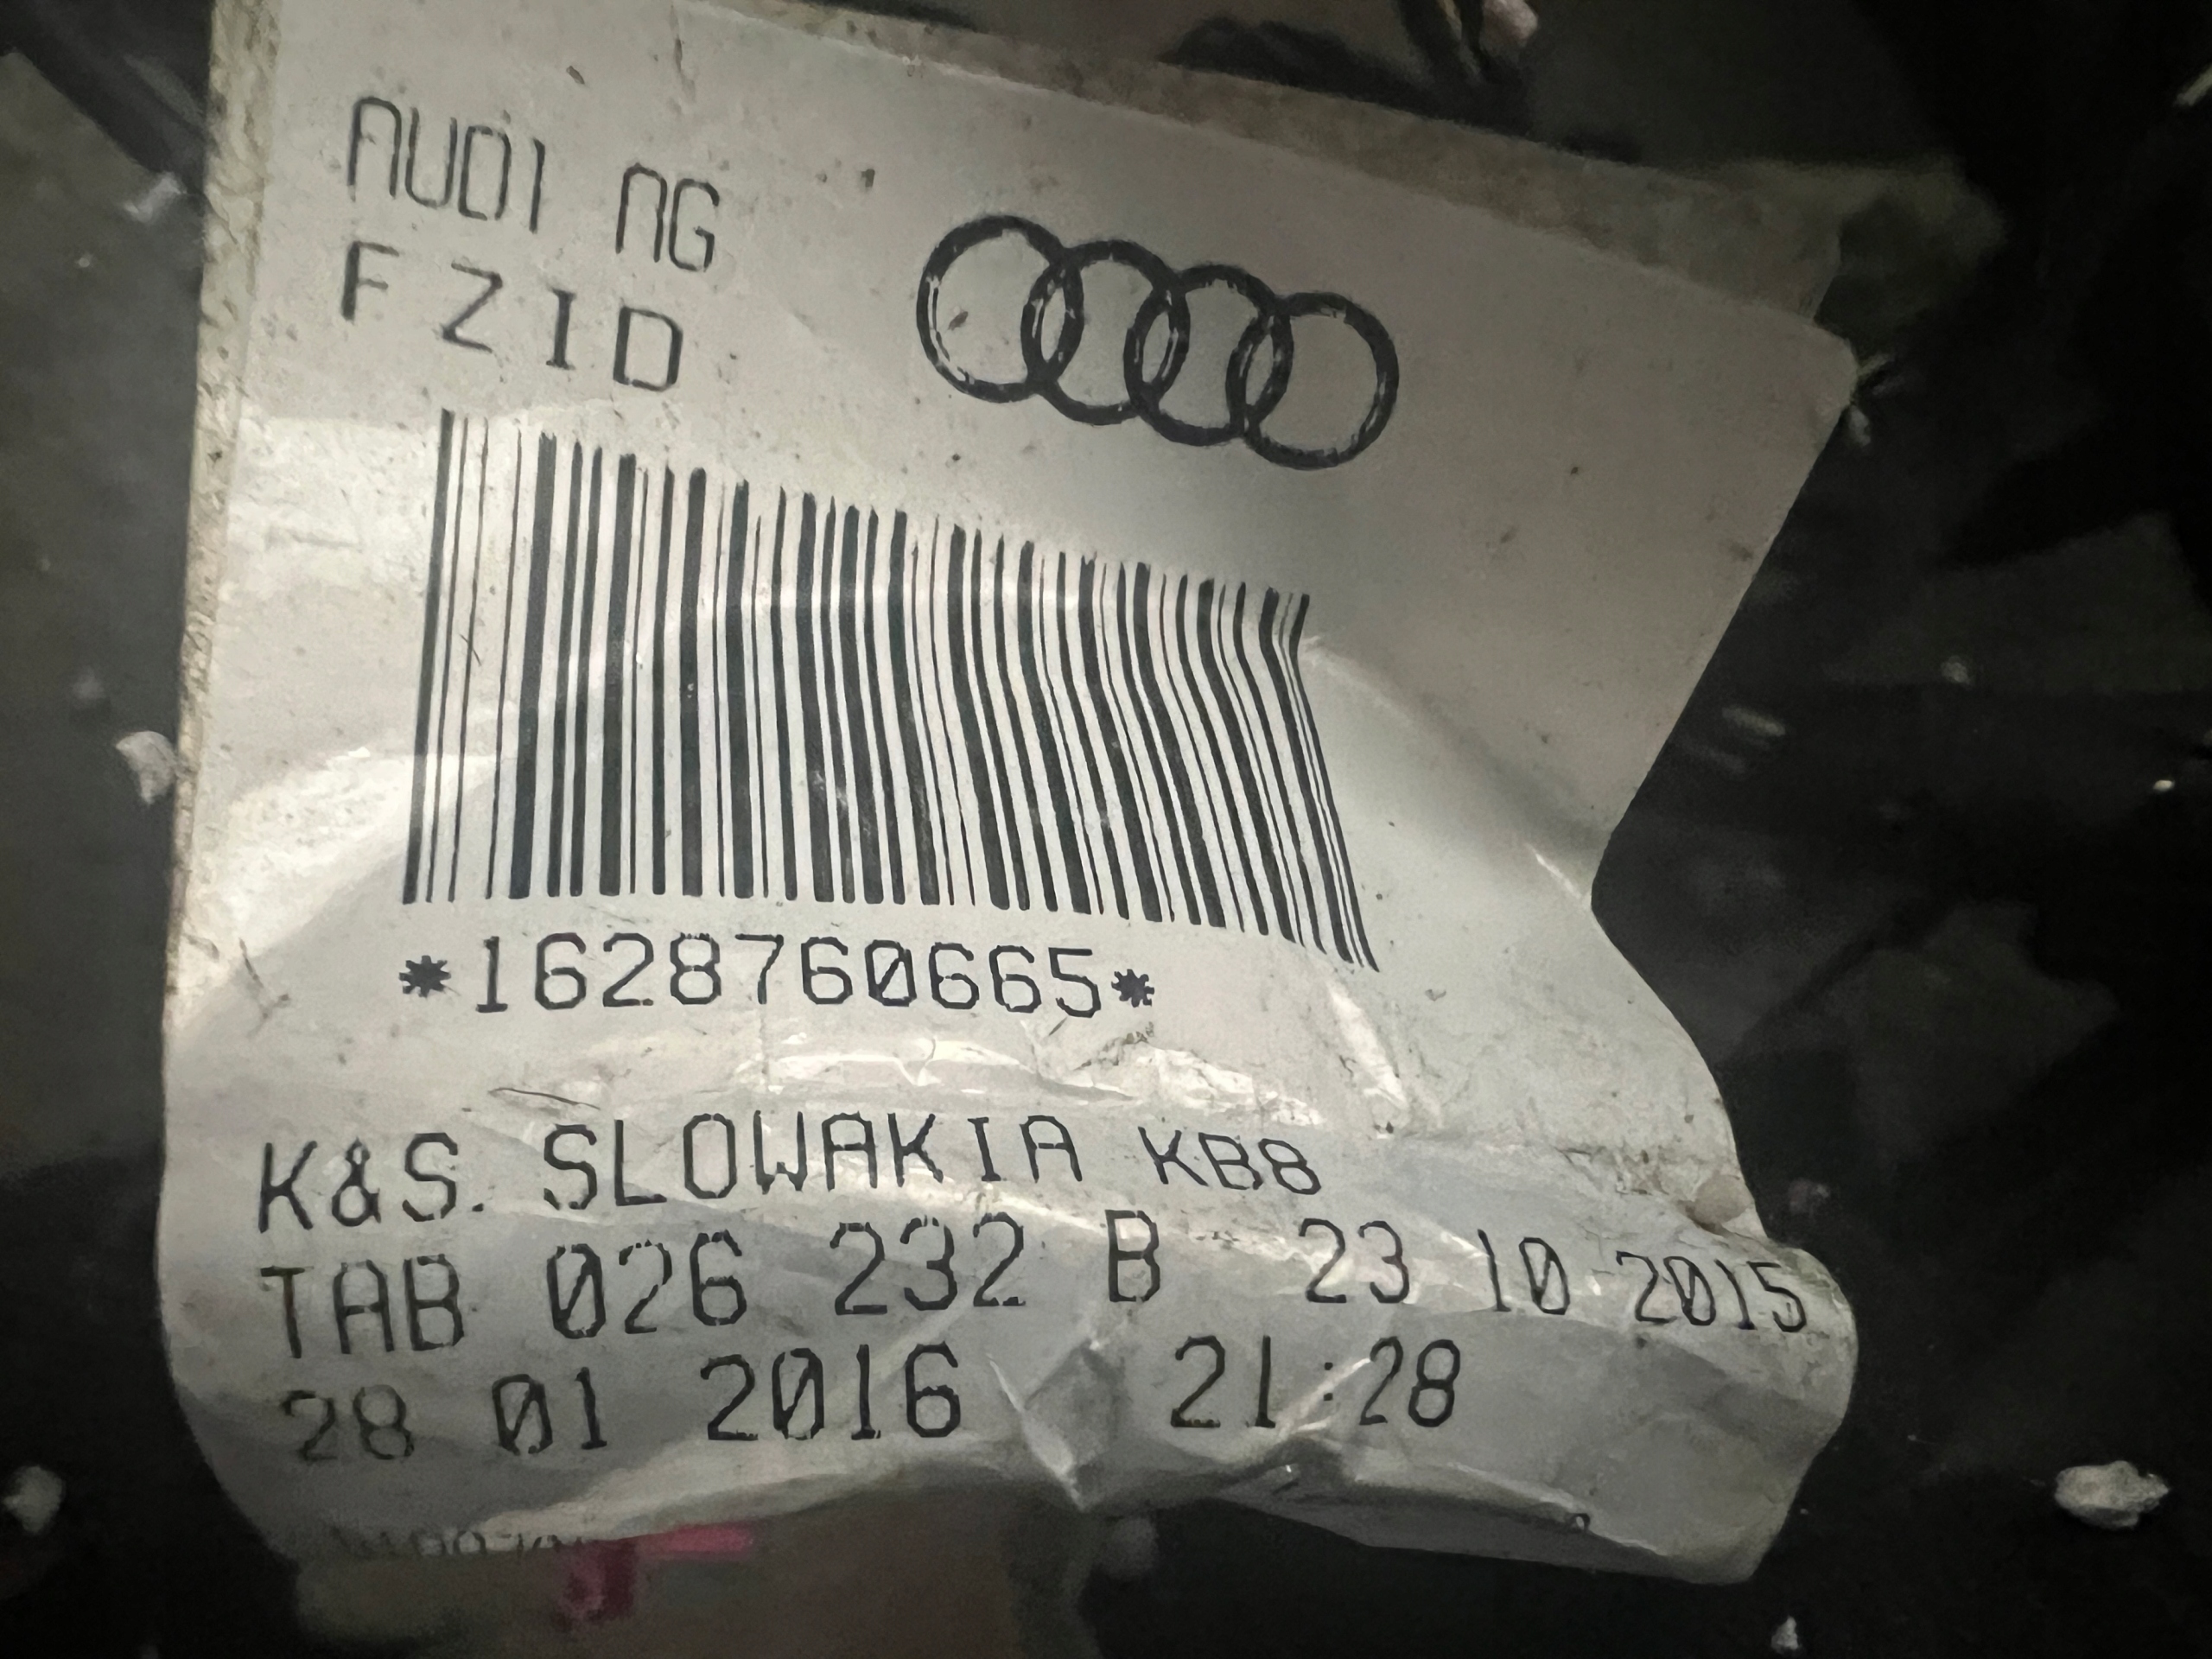 AUDI AG
FZID
*1628760665*
K&S. SLOWAKIA KB8
TAB 026 232 B 23 10 2015
28 01 2016 21:28